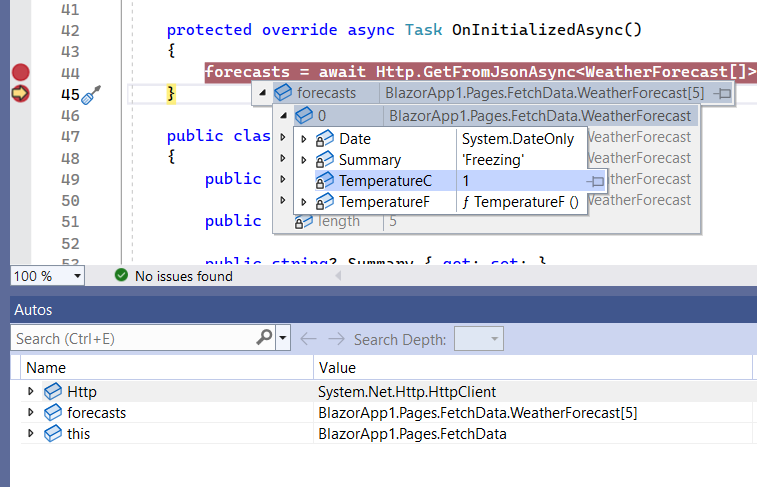 41
42 protected override async Task OnInitializedAsync()
43 {
44 forecasts = await Http.GetFromJsonAsync<WeatherForecast[]>
45 }
forecasts BlazorApp1.Pages.FetchData.WeatherForecast[5]
46
0 BlazorApp1.Pages.FetchData.WeatherForecast
47 public clas
Date System.DateOnly WeatherForecast
48 {
Summary 'Freezing' WeatherForecast
49 public
TemperatureC 1 WeatherForecast
50
TemperatureF ƒ TemperatureF () WeatherForecast
51 public
length 5
52
53 public string? Summary { get; set; }
100 % No issues found
Autos
Search (Ctrl+E) Search Depth:
Name Value
Http System.Net.Http.HttpClient
forecasts BlazorApp1.Pages.FetchData.WeatherForecast[5]
this BlazorApp1.Pages.FetchData